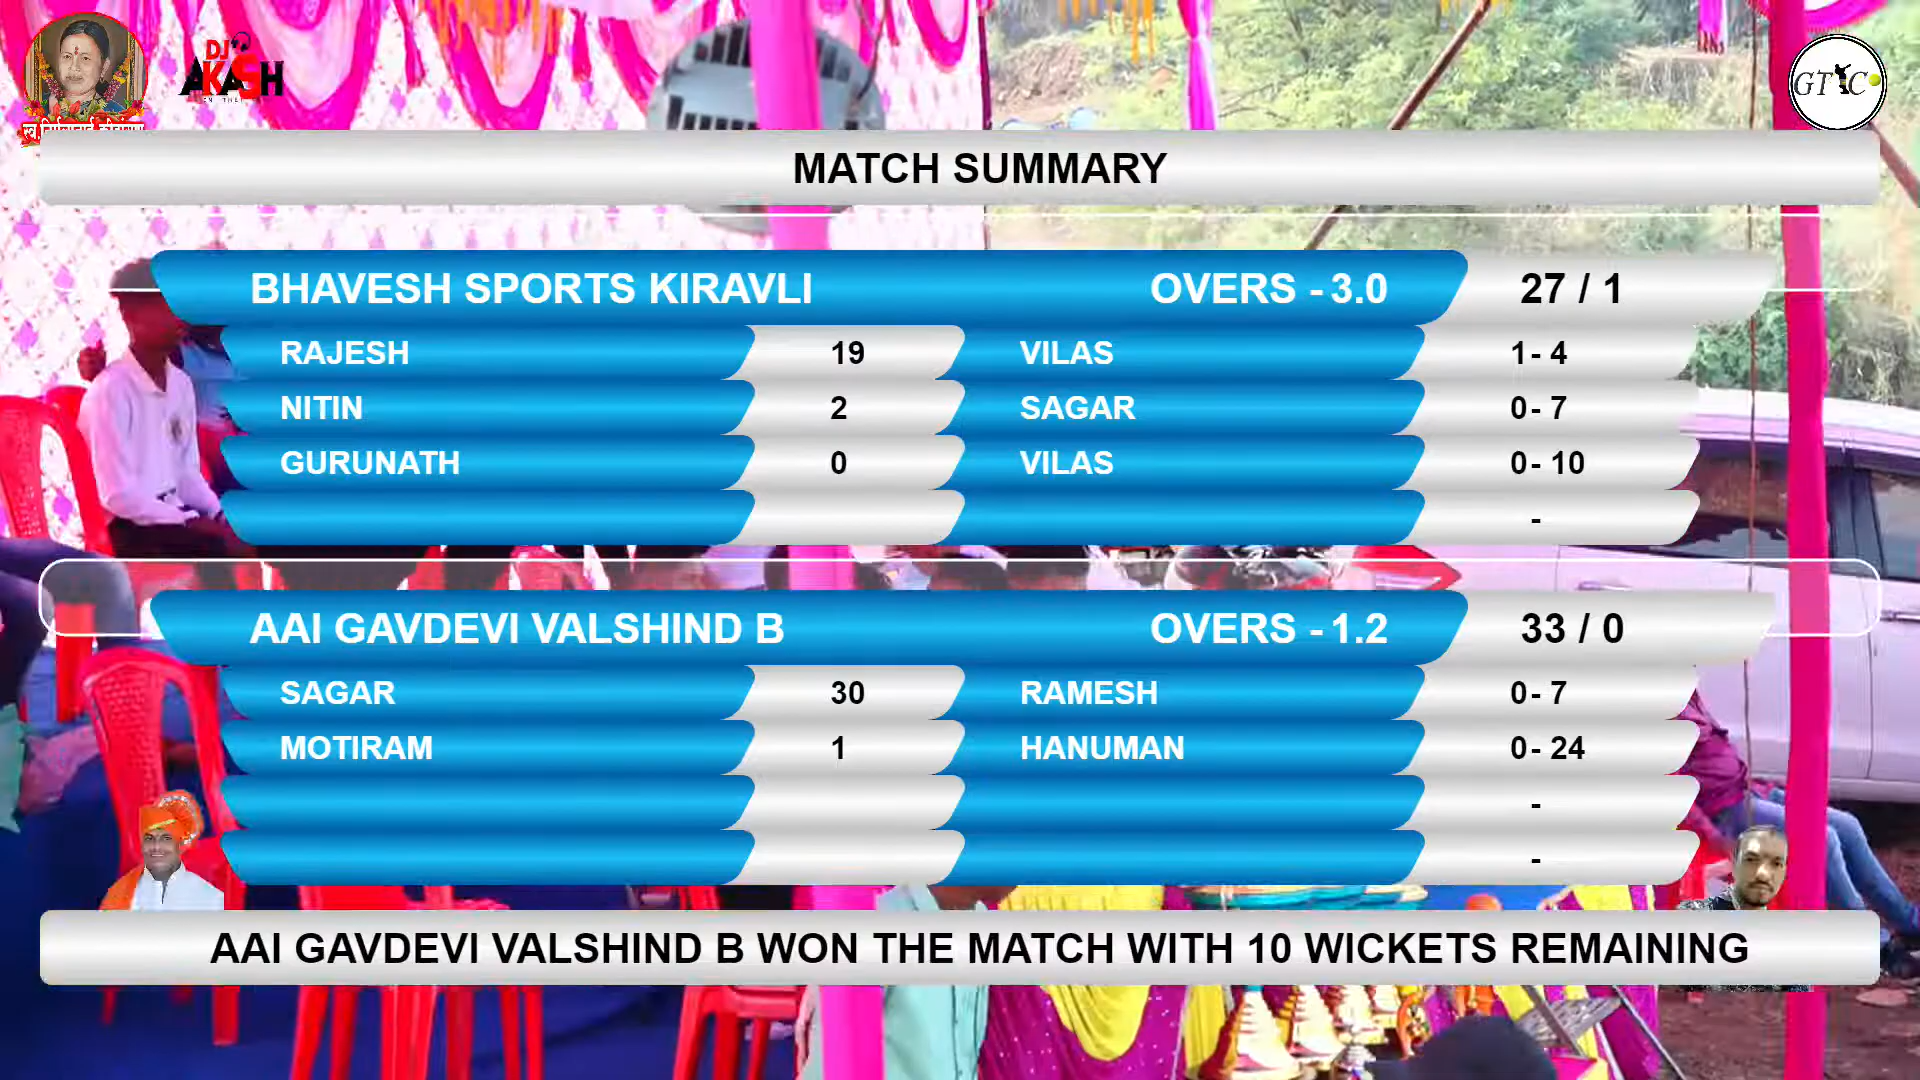 DJ
AKASH
GTCC
MATCH SUMMARY
BHAVESH SPORTS KIRAVLI OVERS - 3.0 27 / 1
RAJESH 19 VILAS 1- 4
NITIN 2 SAGAR 0- 7
GURUNATH 0 VILAS 0- 10
-
AAI GAVDEVI VALSHIND B OVERS - 1.2 33 / 0
SAGAR 30 RAMESH 0- 7
MOTIRAM 1 HANUMAN 0- 24
-
-
AAI GAVDEVI VALSHIND B WON THE MATCH WITH 10 WICKETS REMAINING